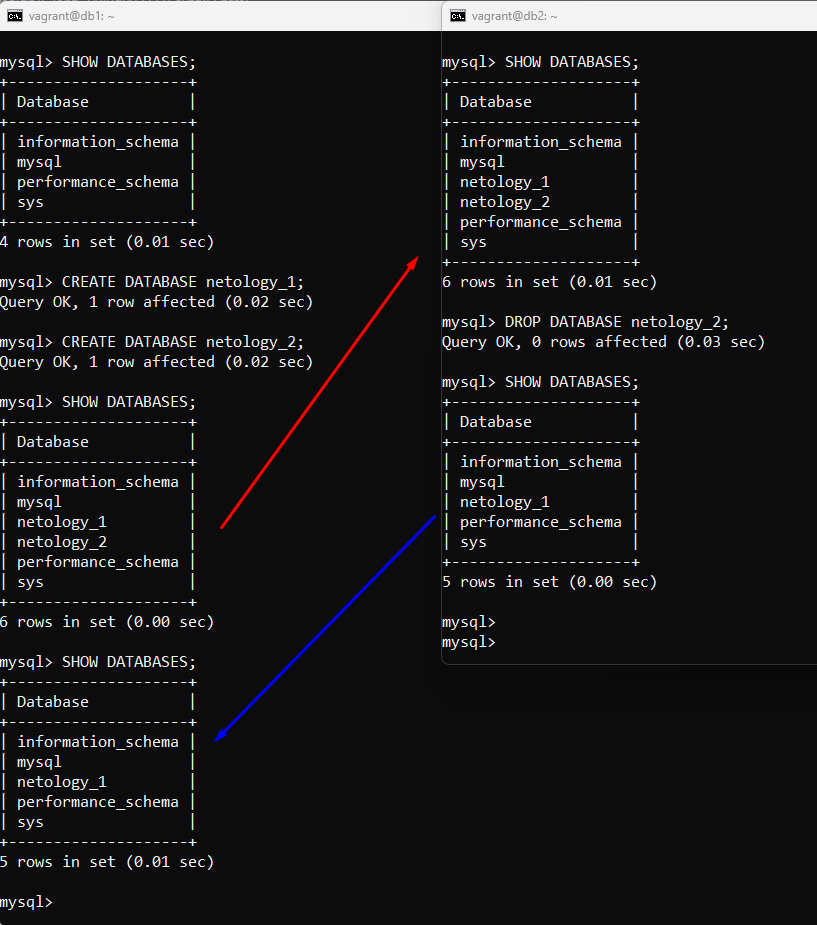 vagrant@db1: ~
mysql> SHOW DATABASES;
+--------------------+
| Database           |
+--------------------+
| information_schema |
| mysql              |
| performance_schema |
| sys                |
+--------------------+
4 rows in set (0.01 sec)
mysql> CREATE DATABASE netology_1;
Query OK, 1 row affected (0.02 sec)
mysql> CREATE DATABASE netology_2;
Query OK, 1 row affected (0.02 sec)
mysql> SHOW DATABASES;
+--------------------+
| Database           |
+--------------------+
| information_schema |
| mysql              |
| netology_1         |
| netology_2         |
| performance_schema |
| sys                |
+--------------------+
6 rows in set (0.00 sec)
mysql> SHOW DATABASES;
+--------------------+
| Database           |
+--------------------+
| information_schema |
| mysql              |
| netology_1         |
| performance_schema |
| sys                |
+--------------------+
5 rows in set (0.01 sec)
mysql>
vagrant@db2: ~
mysql> SHOW DATABASES;
+--------------------+
| Database           |
+--------------------+
| information_schema |
| mysql              |
| netology_1         |
| netology_2         |
| performance_schema |
| sys                |
+--------------------+
6 rows in set (0.01 sec)
mysql> DROP DATABASE netology_2;
Query OK, 0 rows affected (0.03 sec)
mysql> SHOW DATABASES;
+--------------------+
| Database           |
+--------------------+
| information_schema |
| mysql              |
| netology_1         |
| performance_schema |
| sys                |
+--------------------+
5 rows in set (0.00 sec)
mysql>
mysql>